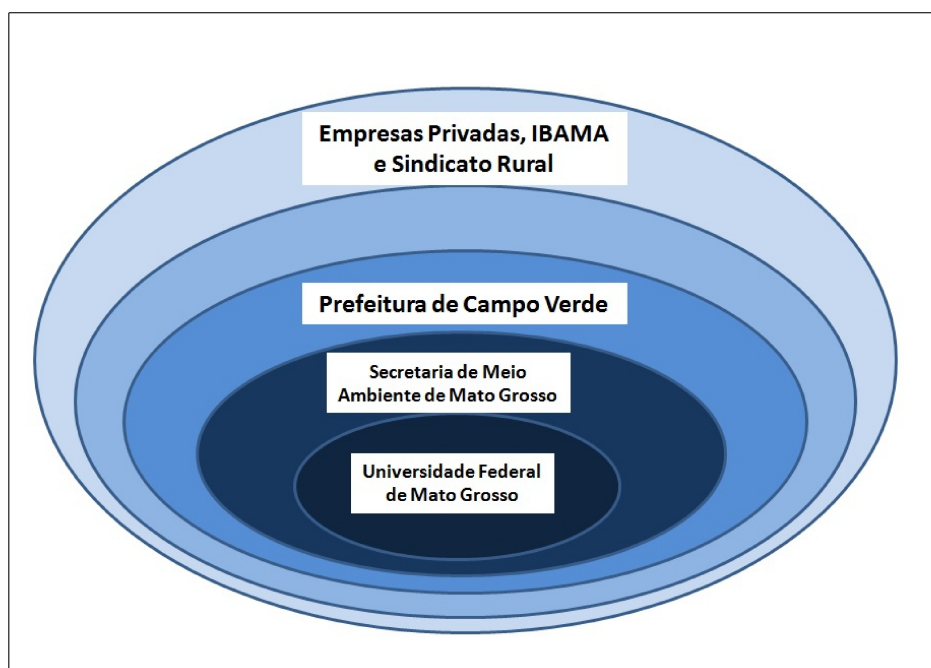 Empresas Privadas, IBAMA
e Sindicato Rural
Prefeitura de Campo Verde
Secretaria de Meio
Ambiente de Mato Grosso
Universidade Federal
de Mato Grosso